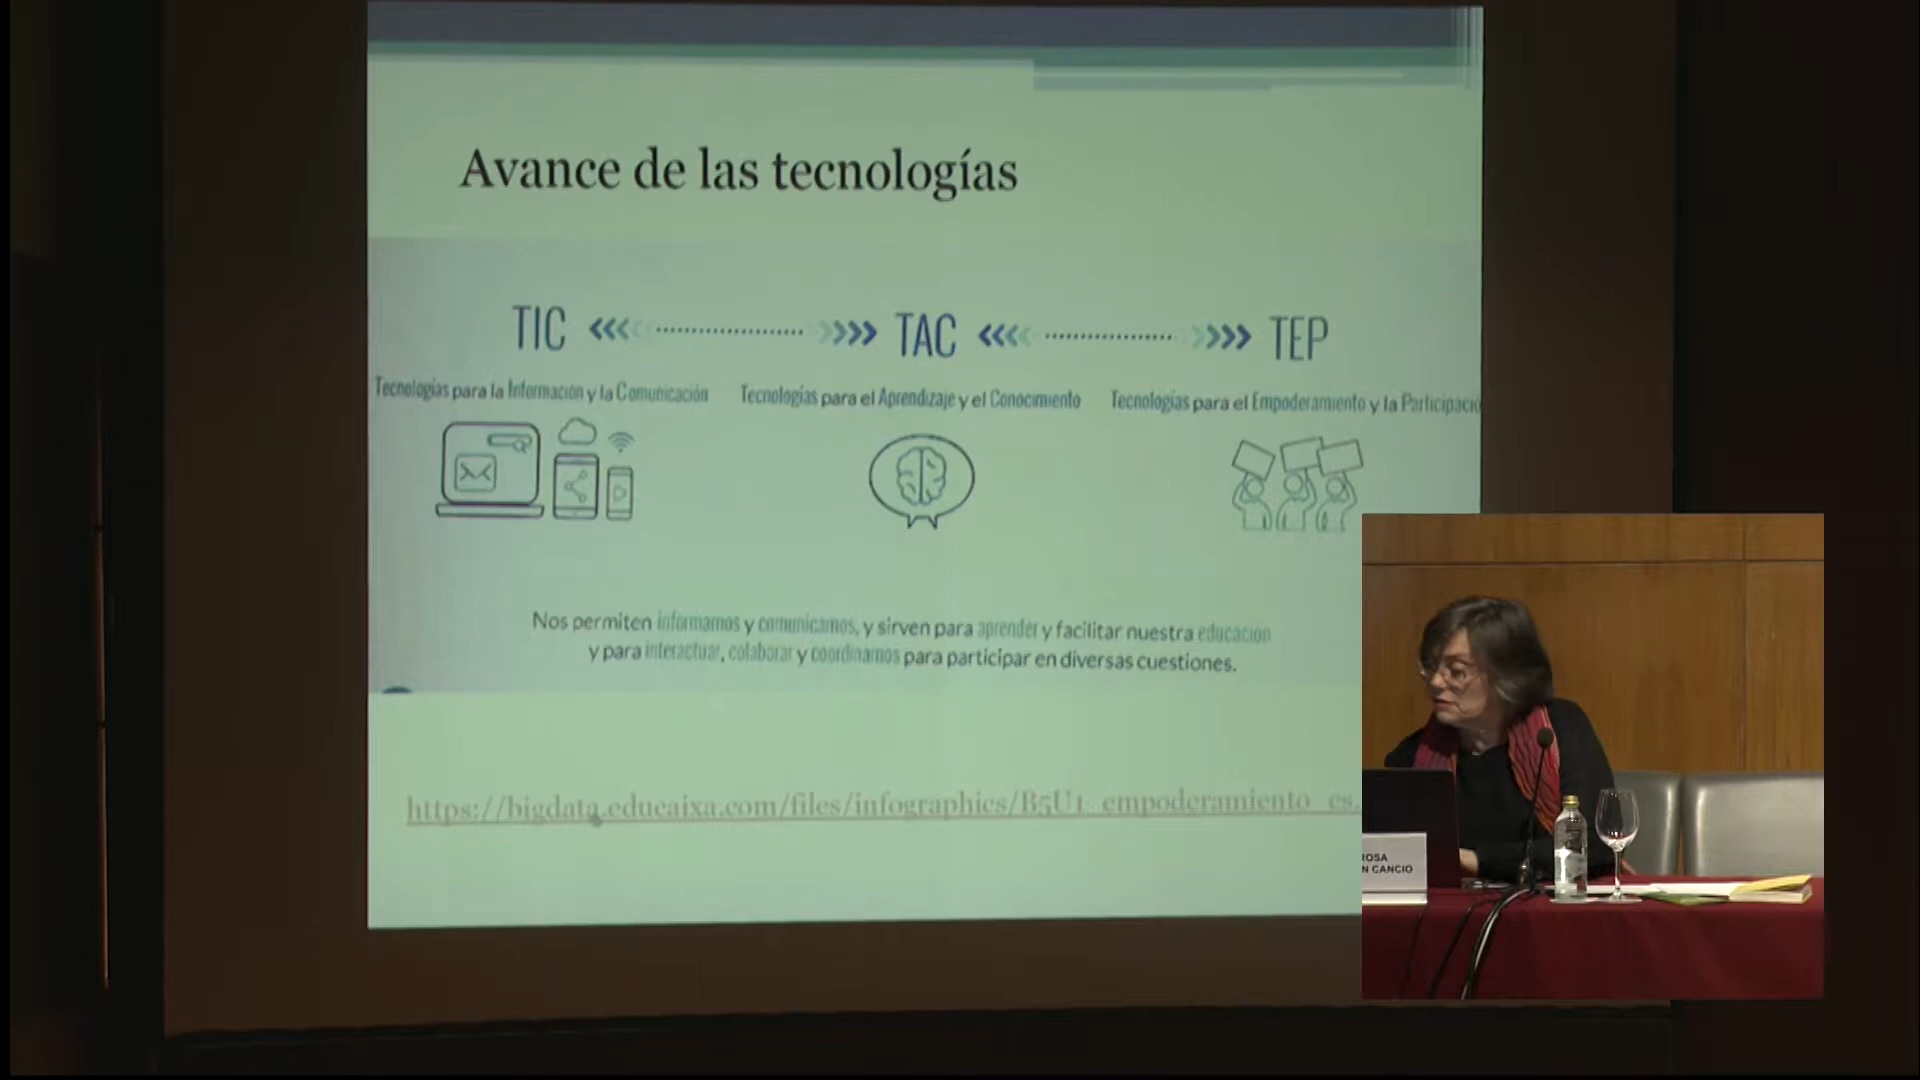 Avance de las tecnologías
TIC TAC TEP
Tecnologías para la Información y la Comunicación Tecnologías para el Aprendizaje y el Conocimiento Tecnologías para el Empoderamiento y la Participació
Nos permiten informarnos y comunicarnos, y sirven para aprender y facilitar nuestra educación
y para interactuar, colaborar y coordinarnos para participar en diversas cuestiones.
https://bigdata.educaixa.com/files/infographics/B5U1_empoderamiento_es.
ROSA
N CANCIO